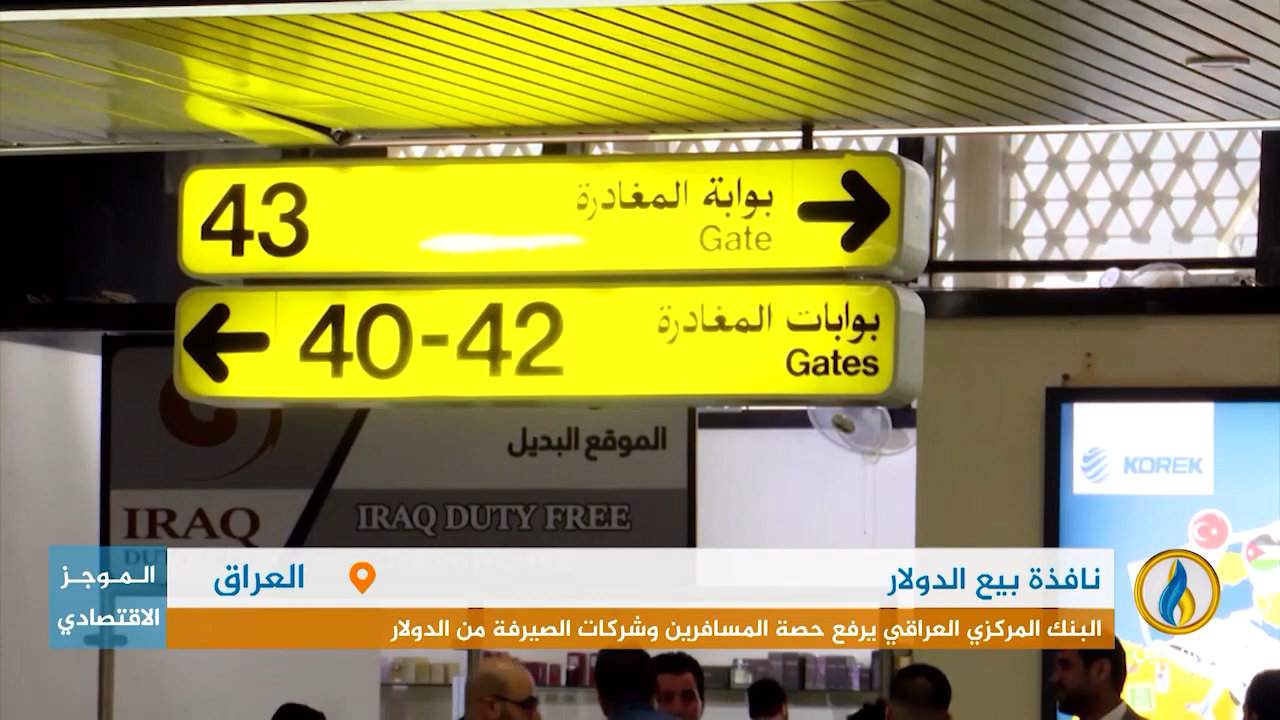 43 بوابة المغادرة
Gate
40-42 بوابات المغادرة
Gates
الموقع البديل
IRAQ
IRAQ DUTY FREE
KOREK
الموجز
الاقتصادي
العراق
نافذة بيع الدولار
البنك المركزي العراقي يرفع حصة المسافرين وشركات الصيرفة من الدولار